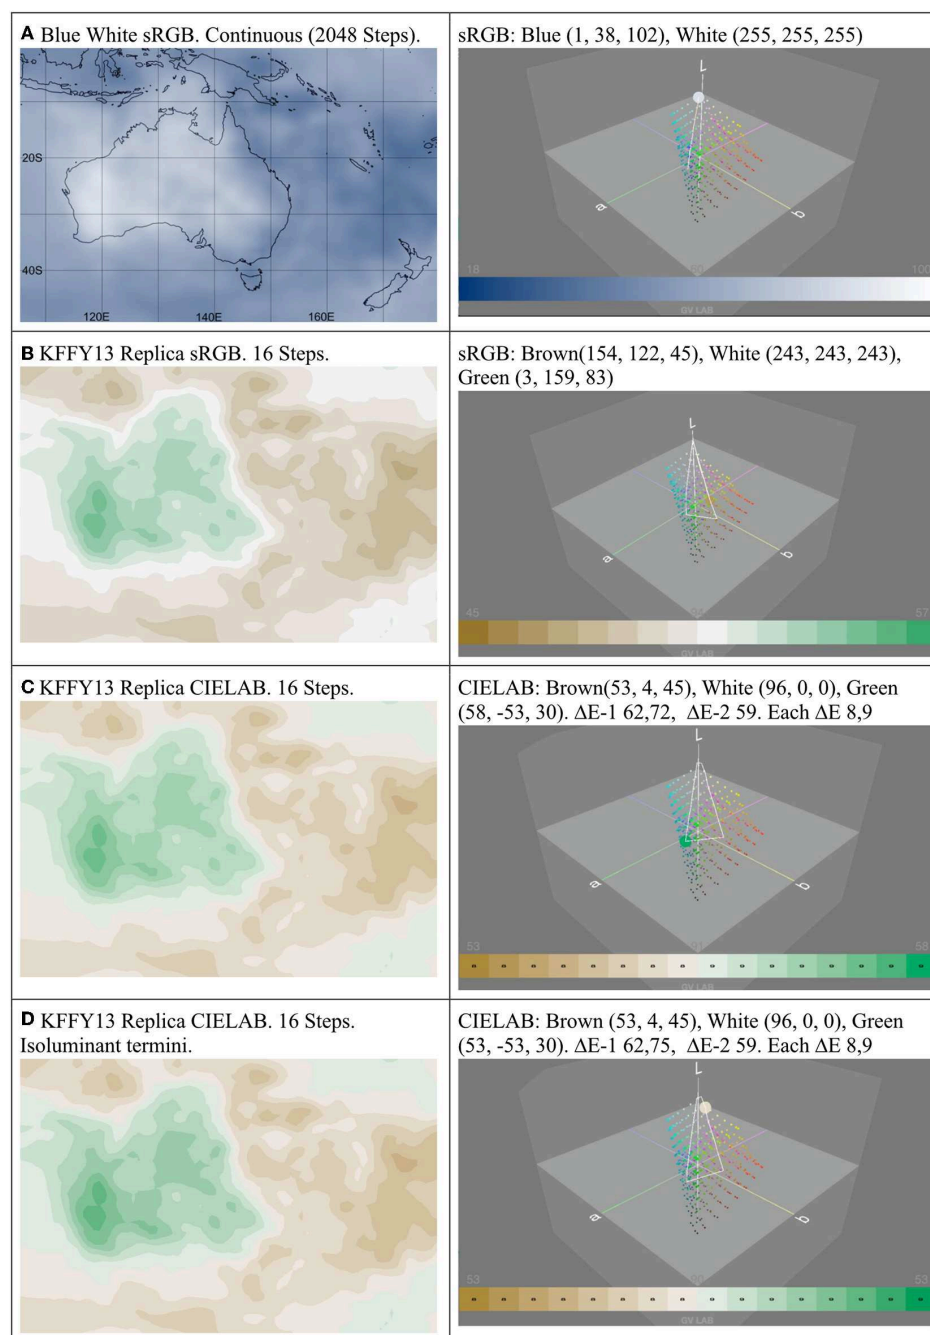 A Blue White sRGB. Continuous (2048 Steps).
20S
40S
120E 140E 160E
sRGB: Blue (1, 38, 102), White (255, 255, 255)
L
a
b
18
100
GV LAB
B KFFY13 Replica sRGB. 16 Steps.
sRGB: Brown(154, 122, 45), White (243, 243, 243),
Green (3, 159, 83)
L
a
b
45
57
GV LAB
C KFFY13 Replica CIELAB. 16 Steps.
CIELAB: Brown(53, 4, 45), White (96, 0, 0), Green
(58, -53, 30). ΔE-1 62,72, ΔE-2 59. Each ΔE 8,9
L
a
b
53
58
GV LAB
D KFFY13 Replica CIELAB. 16 Steps.
Isoluminant termini.
CIELAB: Brown (53, 4, 45), White (96, 0, 0), Green
(53, -53, 30). ΔE-1 62,75, ΔE-2 59. Each ΔE 8,9
L
a
b
53
53
GV LAB